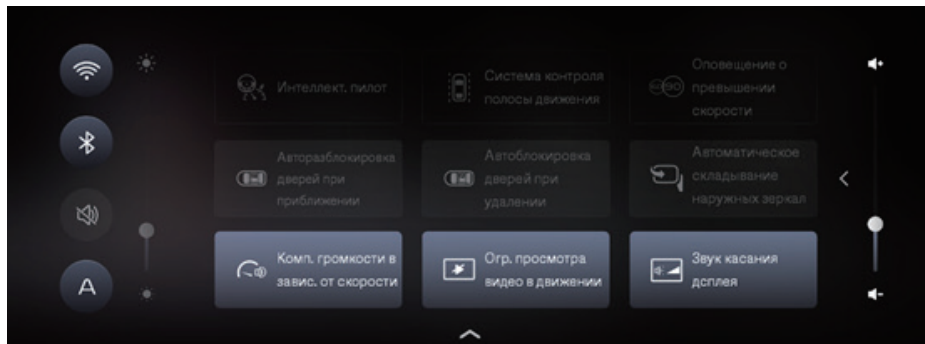 Интеллект. пилот
Система контроля
полосы движения
Оповещение о
превышении
скорости
Авторазблокировка
дверей при
приближении
Автоблокировка
дверей при
удалении
Автоматическое
складывание
наружных зеркал
A
Комп. громкости в
завис. от скорости
Огр. просмотра
видео в движении
Звук касания
дсплея